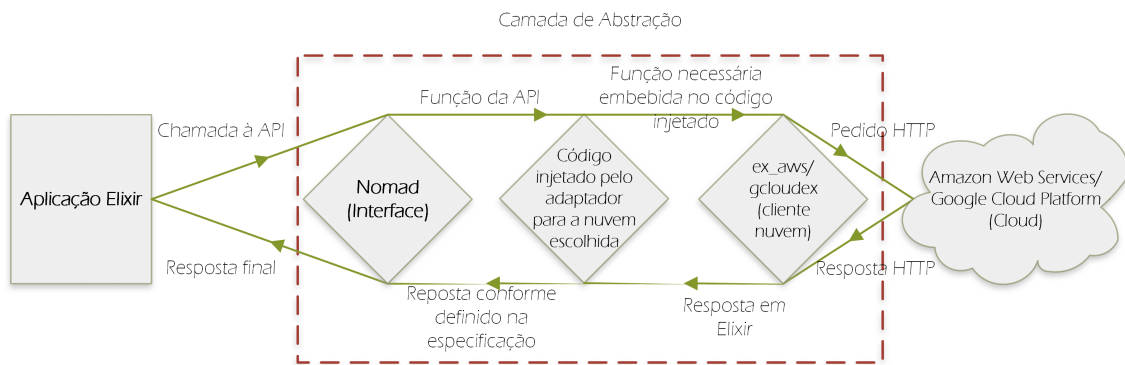 Camada de Abstração
Função necessária
embebida no código
injetado
Função da API
Chamada à API
Pedido HTTP
Aplicação Elixir
Nomad
(Interface)
Código
injetado pelo
adaptador
para a nuvem
escolhida
ex_aws/
gcloudex
(cliente
nuvem)
Amazon Web Services/
Google Cloud Platform
(Cloud)
Resposta final
Reposta conforme
definido na
especificação
Resposta em
Elixir
Resposta HTTP